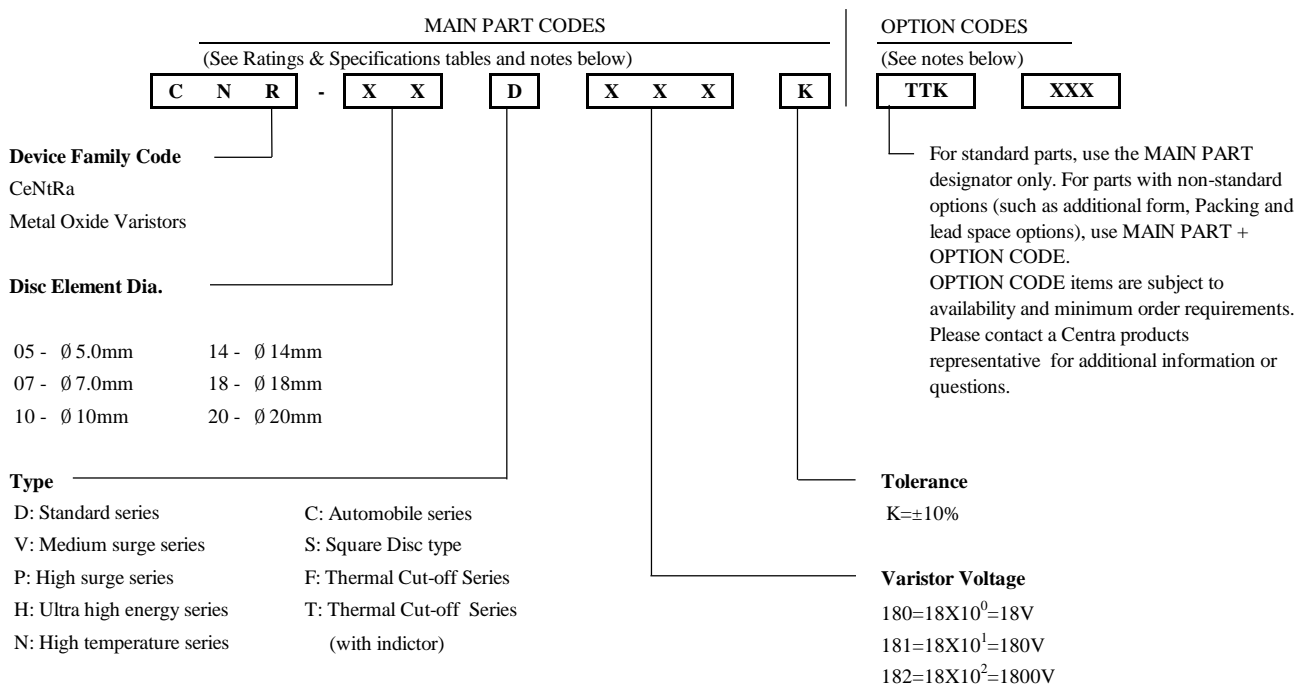 MAIN PART CODES
OPTION CODES
(See Ratings & Specifications tables and notes below)
(See notes below)
C N R - X X D X X X K TTK XXX
Device Family Code
CeNtRa
Metal Oxide Varistors
For standard parts, use the MAIN PART
designator only. For parts with non-standard
options (such as additional form, Packing and
lead space options), use MAIN PART +
OPTION CODE.
OPTION CODE items are subject to
availability and minimum order requirements.
Please contact a Centra products
representative for additional information or
questions.
Disc Element Dia.
05 - Ø 5.0mm 14 - Ø 14mm
07 - Ø 7.0mm 18 - Ø 18mm
10 - Ø 10mm 20 - Ø 20mm
Type
D: Standard series C: Automobile series
V: Medium surge series S: Square Disc type
P: High surge series F: Thermal Cut-off Series
H: Ultra high energy series T: Thermal Cut-off Series
N: High temperature series (with indictor)
Tolerance
K=±10%
Varistor Voltage
180=18X10⁰=18V
181=18X10¹=180V
182=18X10²=1800V